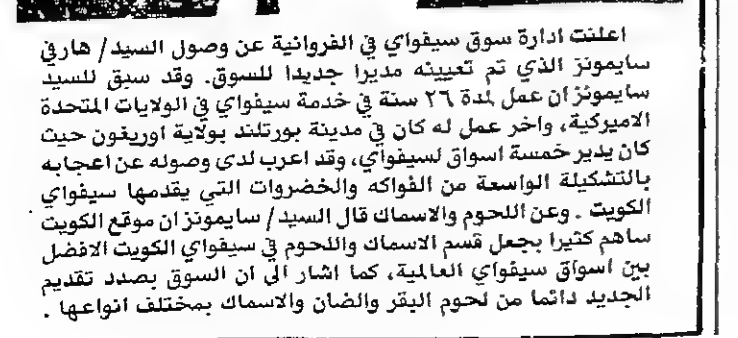 اعلنت ادارة سوق سيفواي في الفروانية عن وصول السيد/ هارفي
سايمونز الذي تم تعيينه مديرا جديدا للسوق. وقد سبق للسيد
سايمونز ان عمل لمدة ٢٦ سنة في خدمة سيفواي في الولايات المتحدة
الاميركية، واخر عمل له كان في مدينة بورتلند بولاية اوريغون حيث
كان يدير خمسة اسواق لسيفواي، وقد اعرب لدى وصوله عن اعجابه
بالتشكيلة الواسعة من الفواكه والخضروات التي يقدمها سيفواي
الكويت . وعن اللحوم والاسماك قال السيد/ سايمونز ان موقع الكويت
ساهم كثيرا بجعل قسم الاسماك واللحوم في سيفواي الكويت الافضل
بين اسواق سيفواي العالمية، كما اشار الى ان السوق بصدد تقديم
الجديد دائما من لحوم البقر والضان والاسماك بمختلف انواعها .